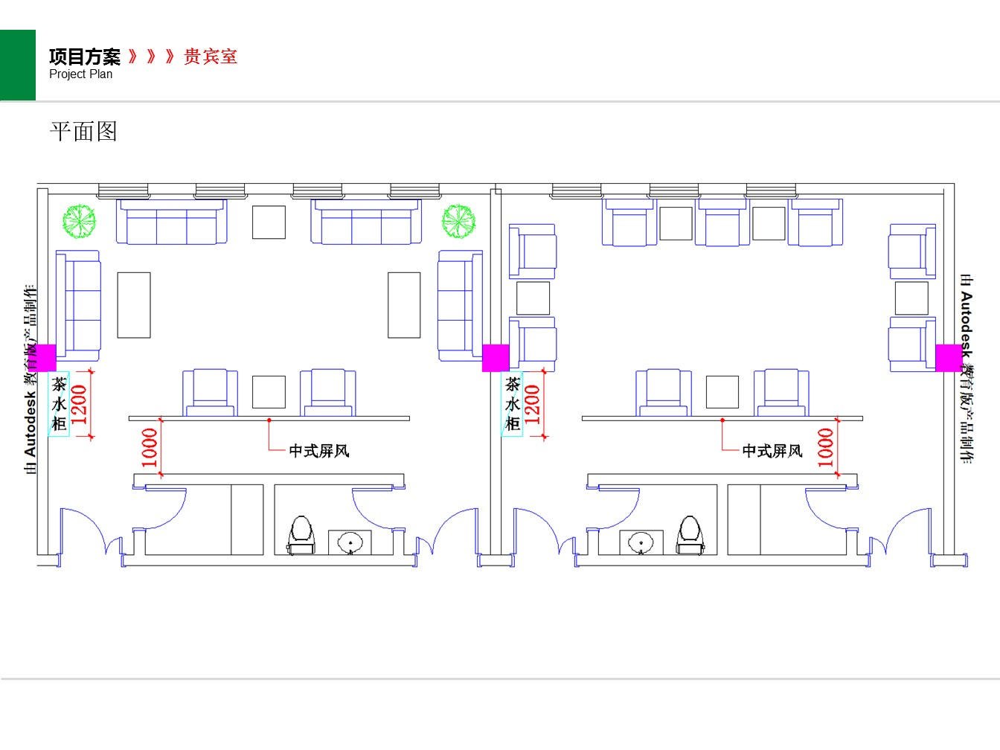 项目方案 》》》贵宾室
Project Plan
平面图
由 Autodesk 教育版产品制作
茶水柜
1200
1000
中式屏风
茶水柜
1200
中式屏风
1000
由 Autodesk 教育版产品制作